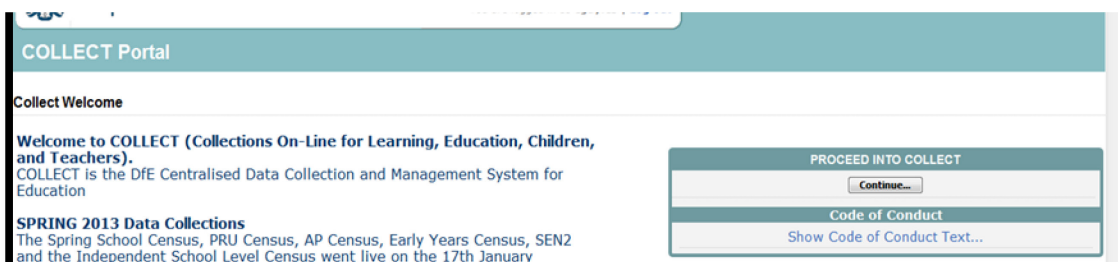 COLLECT Portal
Collect Welcome
Welcome to COLLECT (Collections On-Line for Learning, Education, Children,
and Teachers).
COLLECT is the DfE Centralised Data Collection and Management System for
Education
SPRING 2013 Data Collections
The Spring School Census, PRU Census, AP Census, Early Years Census, SEN2
and the Independent School Level Census went live on the 17th January
PROCEED INTO COLLECT
Continue...
Code of Conduct
Show Code of Conduct Text...